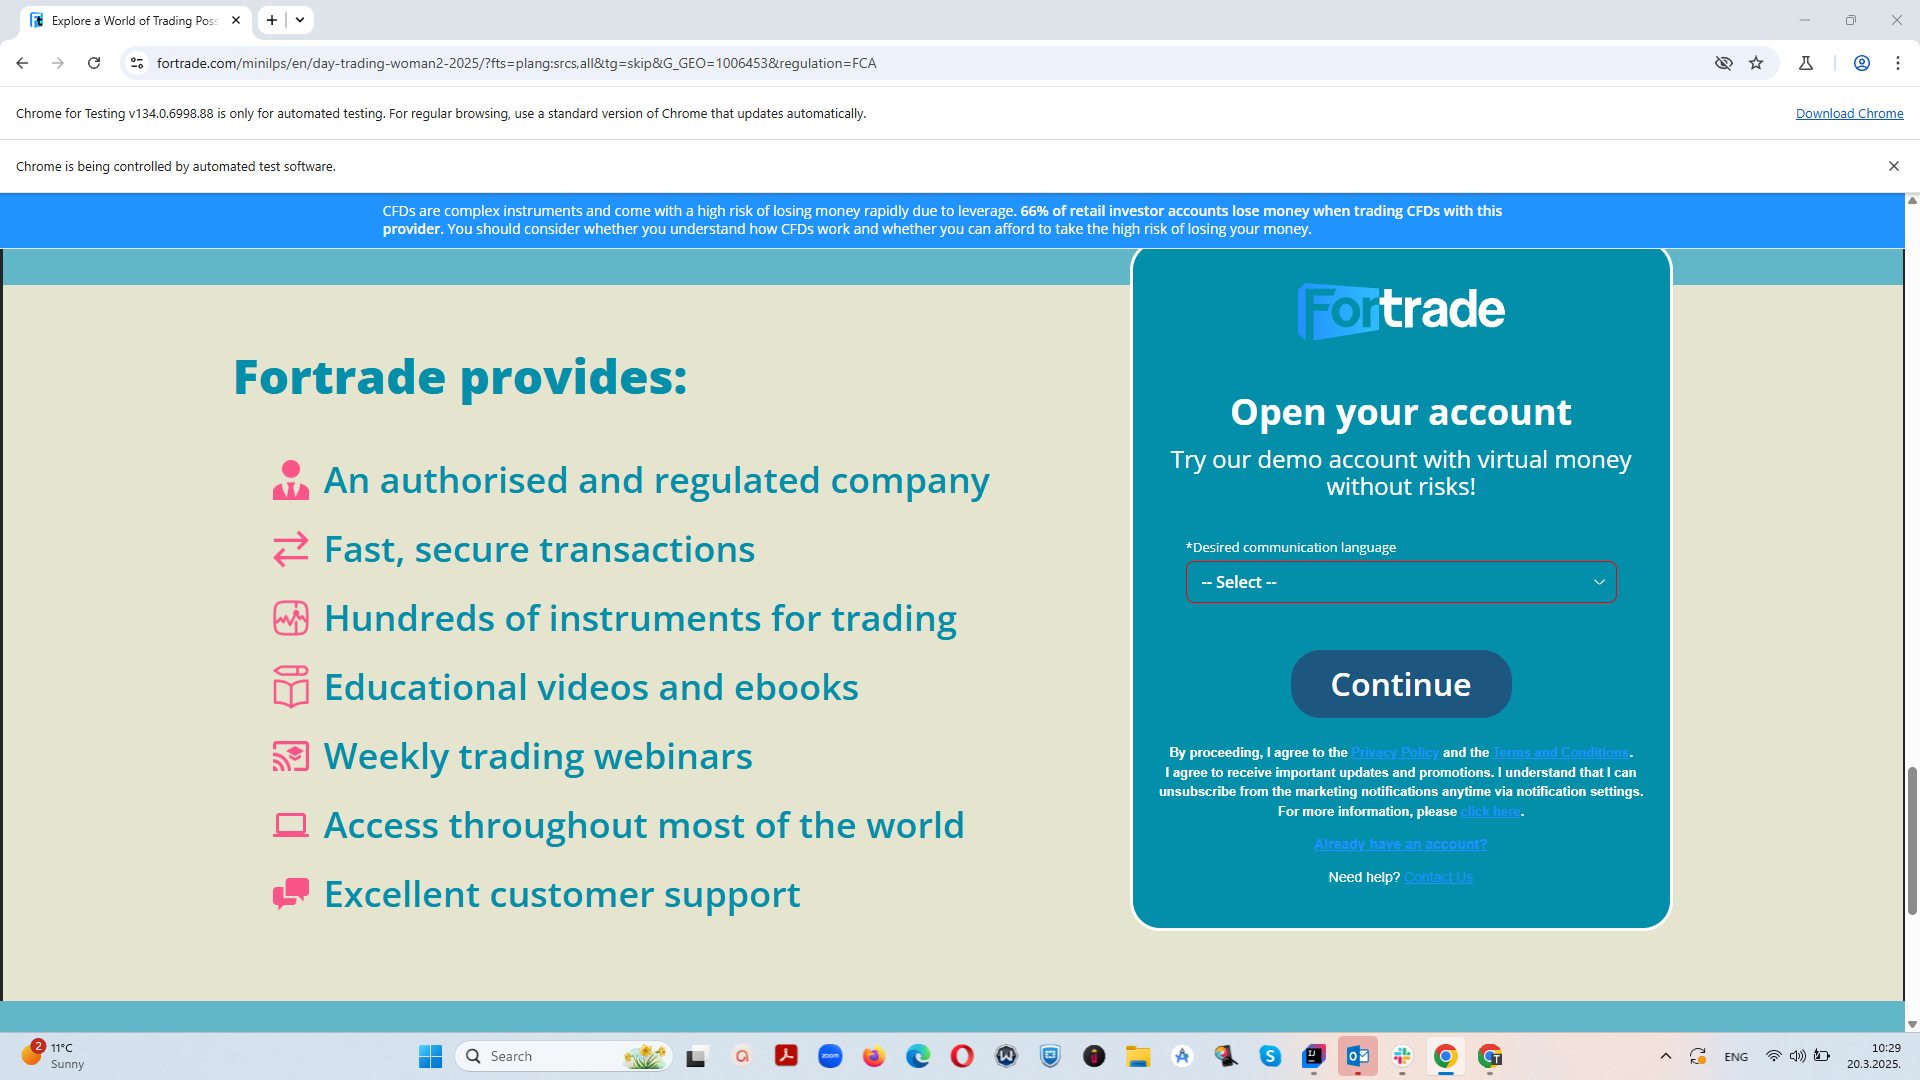 Explore a World of Trading Poss
fortrade.com/minilps/en/day-trading-woman2-2025/?fts=plang:srcs,all&tg=skip&G_GEO=1006453&regulation=FCA
Chrome for Testing v134.0.6998.88 is only for automated testing. For regular browsing, use a standard version of Chrome that updates automatically.
Download Chrome
Chrome is being controlled by automated test software.
CFDs are complex instruments and come with a high risk of losing money rapidly due to leverage. 66% of retail investor accounts lose money when trading CFDs with this
provider. You should consider whether you understand how CFDs work and whether you can afford to take the high risk of losing your money.
Fortrade provides:
An authorised and regulated company
Fast, secure transactions
Hundreds of instruments for trading
Educational videos and ebooks
Weekly trading webinars
Access throughout most of the world
Excellent customer support
Fortrade
Open your account
Try our demo account with virtual money
without risks!
*Desired communication language
-- Select --
Continue
By proceeding, I agree to the Privacy Policy and the Terms and Conditions.
I agree to receive important updates and promotions. I understand that I can
unsubscribe from the marketing notifications anytime via notification settings.
For more information, please click here.
Already have an account?
Need help? Contact Us
2
11°C
Sunny
Search
zoom
ENG
10:29
20.3.2025.